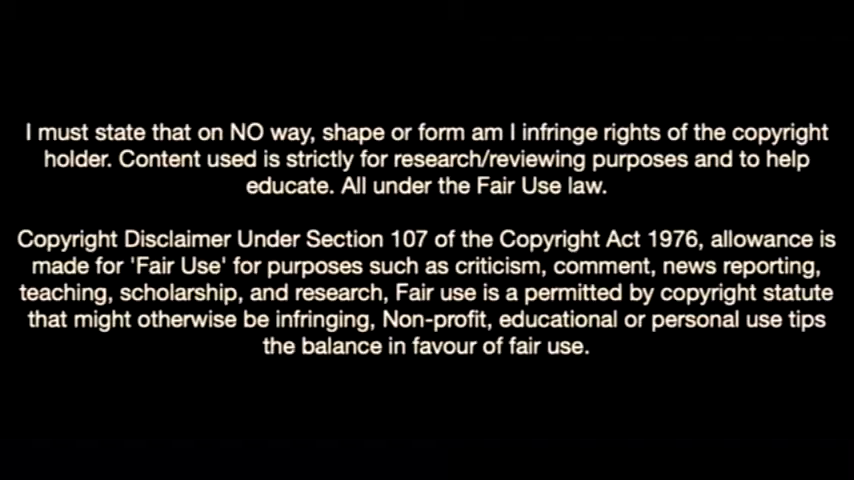 I must state that on NO way, shape or form am I infringe rights of the copyright
holder. Content used is strictly for research/reviewing purposes and to help
educate. All under the Fair Use law.
Copyright Disclaimer Under Section 107 of the Copyright Act 1976, allowance is
made for 'Fair Use' for purposes such as criticism, comment, news reporting,
teaching, scholarship, and research, Fair use is a permitted by copyright statute
that might otherwise be infringing, Non-profit, educational or personal use tips
the balance in favour of fair use.